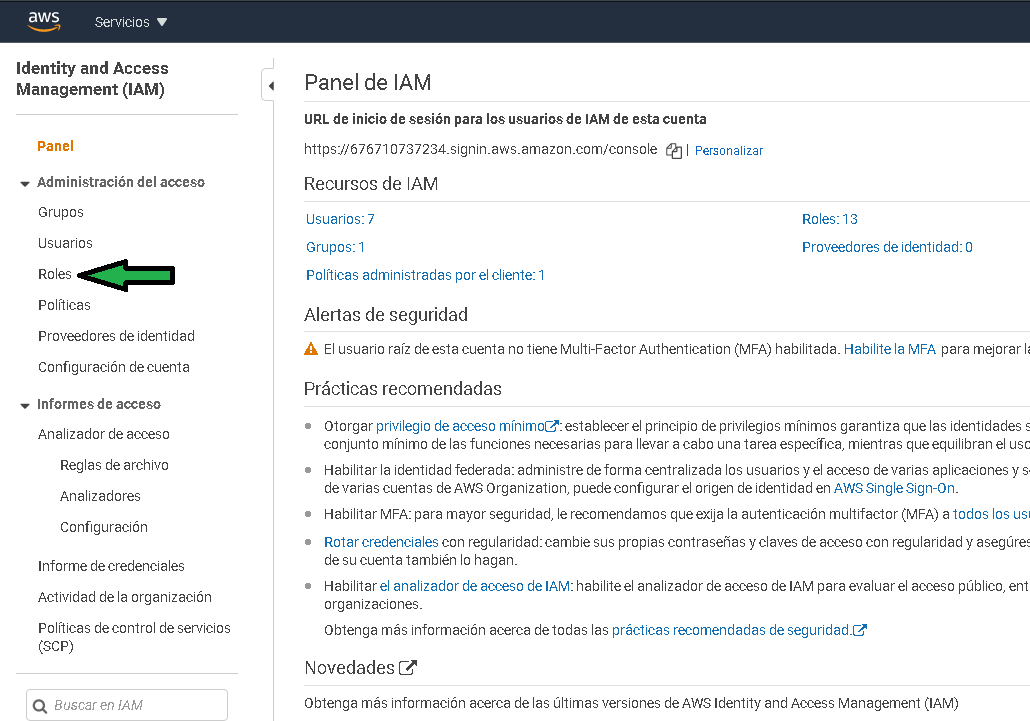 aws
Servicios
Identity and Access
Management (IAM)
Panel
Administración del acceso
Grupos
Usuarios
Roles
Políticas
Proveedores de identidad
Configuración de cuenta
Informes de acceso
Analizador de acceso
Reglas de archivo
Analizadores
Configuración
Informe de credenciales
Actividad de la organización
Políticas de control de servicios
(SCP)
Buscar en IAM
Panel de IAM
URL de inicio de sesión para los usuarios de IAM de esta cuenta
https://676710737234.signin.aws.amazon.com/console | Personalizar
Recursos de IAM
Usuarios: 7
Roles: 13
Grupos: 1
Proveedores de identidad: 0
Políticas administradas por el cliente: 1
Alertas de seguridad
El usuario raíz de esta cuenta no tiene Multi-Factor Authentication (MFA) habilitada. Habilite la MFA para mejorar
Prácticas recomendadas
Otorgar privilegio de acceso mínimo: establecer el principio de privilegios mínimos garantiza que las identidades
conjunto mínimo de las funciones necesarias para llevar a cabo una tarea específica, mientras que equilibran el
Habilitar la identidad federada: administre de forma centralizada los usuarios y el acceso de varias aplicaciones y
de varias cuentas de AWS Organization, puede configurar el origen de identidad en AWS Single Sign-On.
Habilitar MFA: para mayor seguridad, le recomendamos que exija la autenticación multifactor (MFA) a todos los
Rotar credenciales con regularidad: cambie sus propias contraseñas y claves de acceso con regularidad y
de su cuenta también lo hagan.
Habilitar el analizador de acceso de IAM: habilite el analizador de acceso de IAM para evaluar el acceso público,
organizaciones.
Obtenga más información acerca de todas las prácticas recomendadas de seguridad.
Novedades
Obtenga más información acerca de las últimas versiones de AWS Identity and Access Management (IAM)